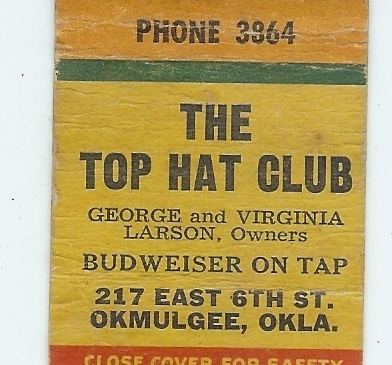 PHONE 3864
THE
TOP HAT CLUB
GEORGE and VIRGINIA
LARSON, Owners
BUDWEISER ON TAP
217 EAST 6TH ST.
OKMULGEE, OKLA.
CLOSE COVER FOR SAFETY